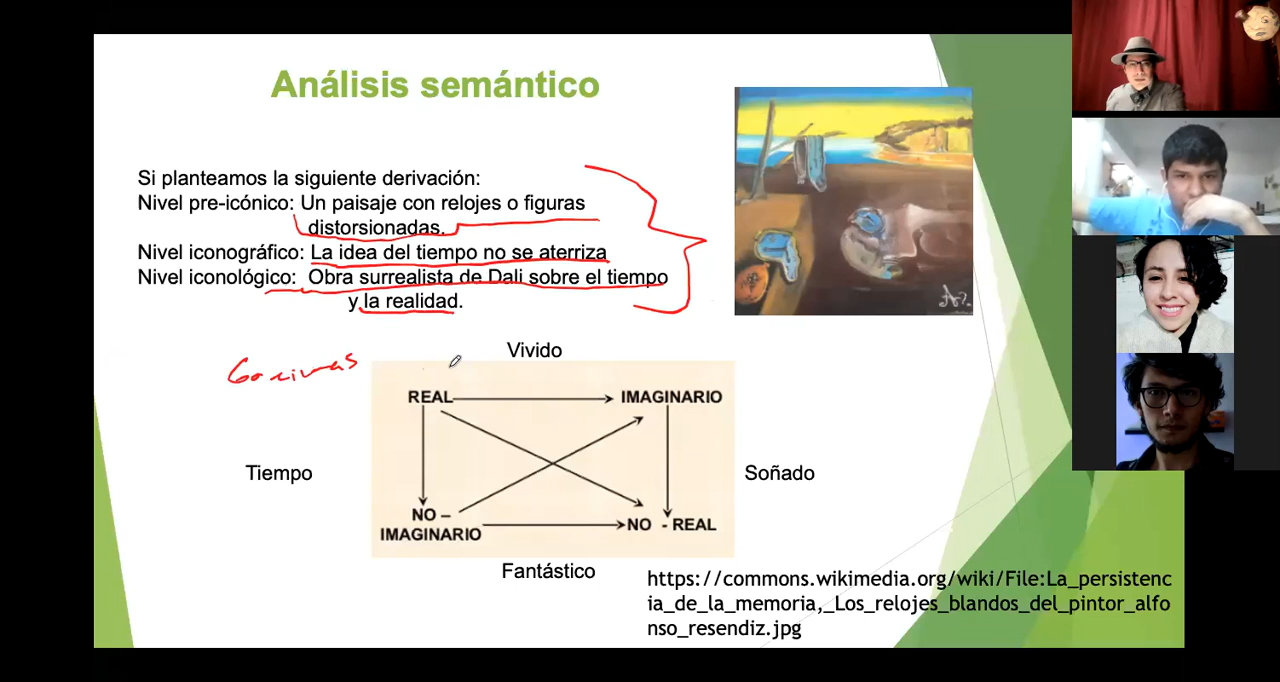 Análisis semántico
Si planteamos la siguiente derivación:
Nivel pre-icónico: Un paisaje con relojes o figuras
distorsionadas.
Nivel iconográfico: La idea del tiempo no se aterriza
Nivel iconológico: Obra surrealista de Dali sobre el tiempo
y la realidad.
Vivido
REAL IMAGINARIO
Tiempo Soñado
NO –
IMAGINARIO NO - REAL
Fantástico
https://commons.wikimedia.org/wiki/File:La_persistenc
ia_de_la_memoria,_Los_relojes_blandos_del_pintor_alfo
nso_resendiz.jpg